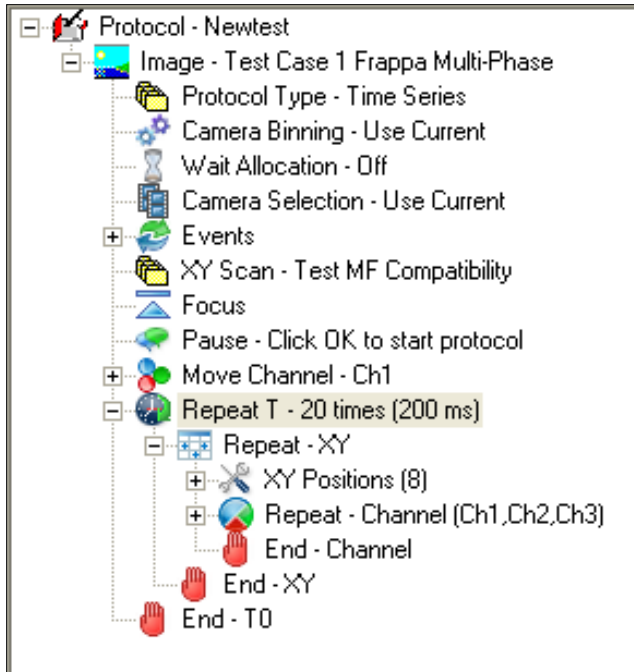 Protocol - Newtest
Image - Test Case 1 Frappa Multi-Phase
Protocol Type - Time Series
Camera Binning - Use Current
Wait Allocation - Off
Camera Selection - Use Current
Events
XY Scan - Test MF Compatibility
Focus
Pause - Click OK to start protocol
Move Channel - Ch1
Repeat T - 20 times (200 ms)
Repeat - XY
XY Positions (8)
Repeat - Channel (Ch1,Ch2,Ch3)
End - Channel
End - XY
End - T0